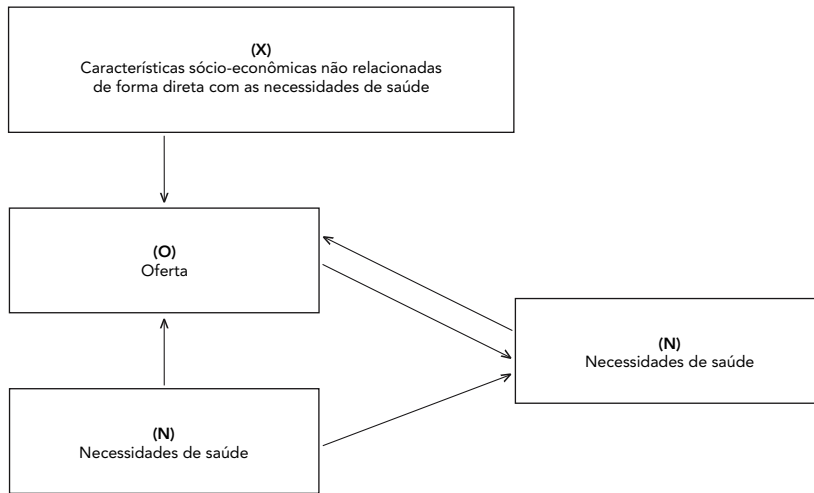 (X)
Características sócio-econômicas não relacionadas
de forma direta com as necessidades de saúde
(O)
Oferta
(N)
Necessidades de saúde
(N)
Necessidades de saúde